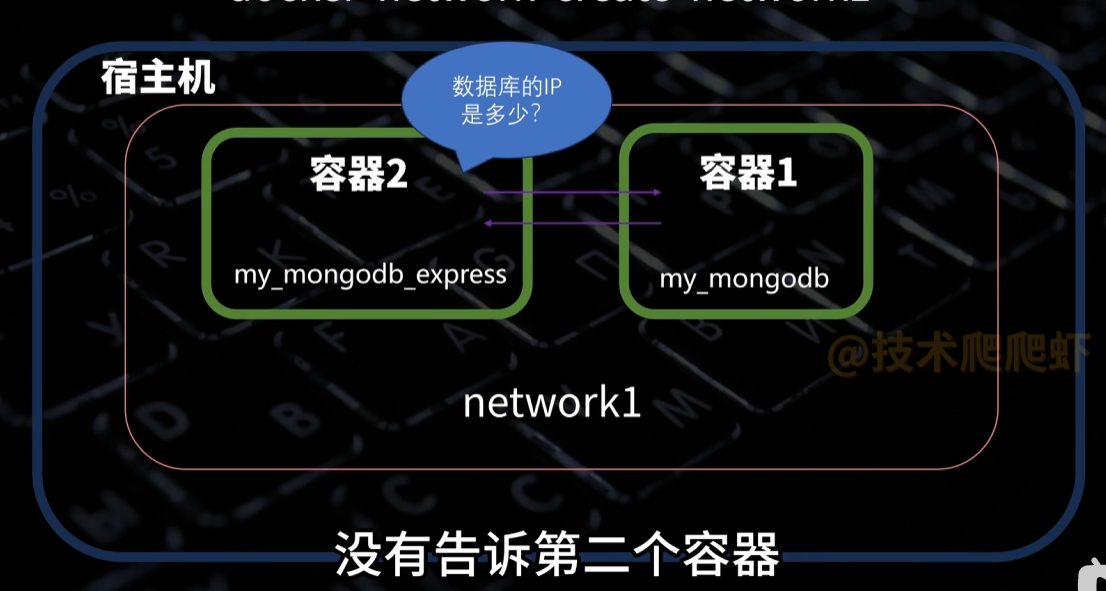 docker network create network1
宿主机
数据库的IP
是多少?
容器2
容器1
my_mongodb_express
my_mongodb
@技术爬爬虾
network1
没有告诉第二个容器